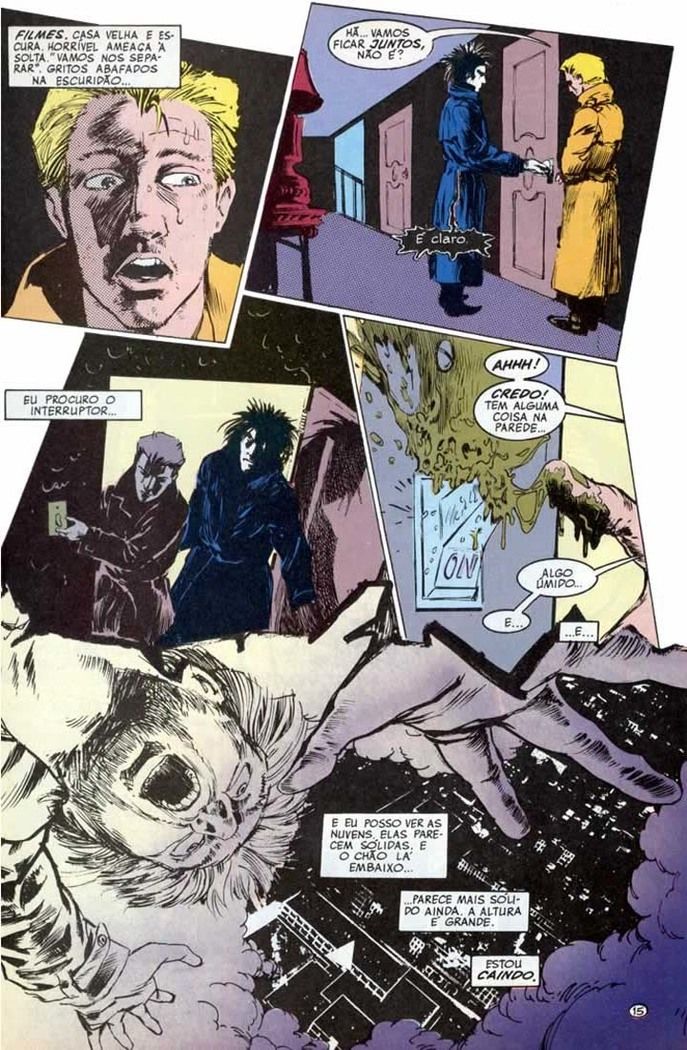 FILMES. CASA VELHA E ES-
CURA. HORRÍVEL AMEAÇA À
SOLTA. "VAMOS NOS SEPA-
RAR". GRITOS ABAFADOS
NA ESCURIDÃO...
HÃ... VAMOS
FICAR JUNTOS,
NÃO É?
É claro.
EU PROCURO O
INTERRUPTOR...
AHHH!
CREDO!
TEM ALGUMA
COISA NA
PAREDE...
ALGO
ÚMIDO...
E...
...E...
E EU POSSO VER AS
NUVENS. ELAS PARE-
CEM SÓLIDAS. E
O CHÃO LÁ
EMBAIXO...
...PARECE MAIS SÓLI-
DO AINDA. A ALTURA
É GRANDE.
ESTOU
CAINDO.
15